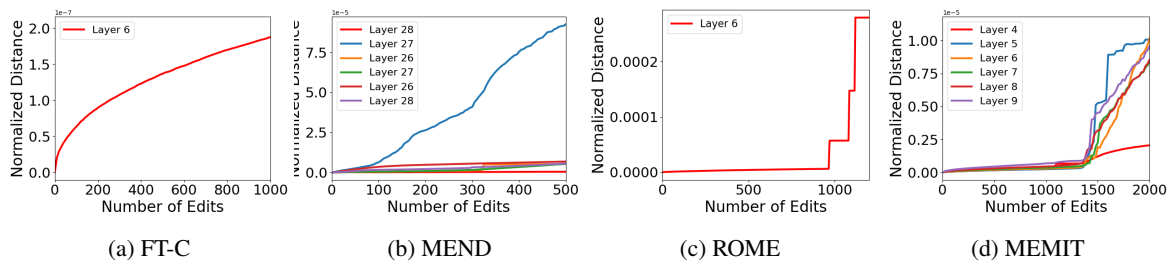 1e−7
2.0
1.5
1.0
0.5
0.0
Normalized Distance
Layer 6
0 200 400 600 800 1000
Number of Edits
(a) FT-C
1e−5
7.5
5.0
2.5
0.0
Normalized Distance
Layer 28
Layer 27
Layer 26
Layer 27
Layer 26
Layer 28
0 100 200 300 400 500
Number of Edits
(b) MEND
0.0002
0.0001
0.0000
Normalized Distance
Layer 6
0 500 1000
Number of Edits
(c) ROME
1e−5
1.00
0.75
0.50
0.25
0.00
Normalized Distance
Layer 4
Layer 5
Layer 6
Layer 7
Layer 8
Layer 9
0 500 1000 1500 2000
Number of Edits
(d) MEMIT